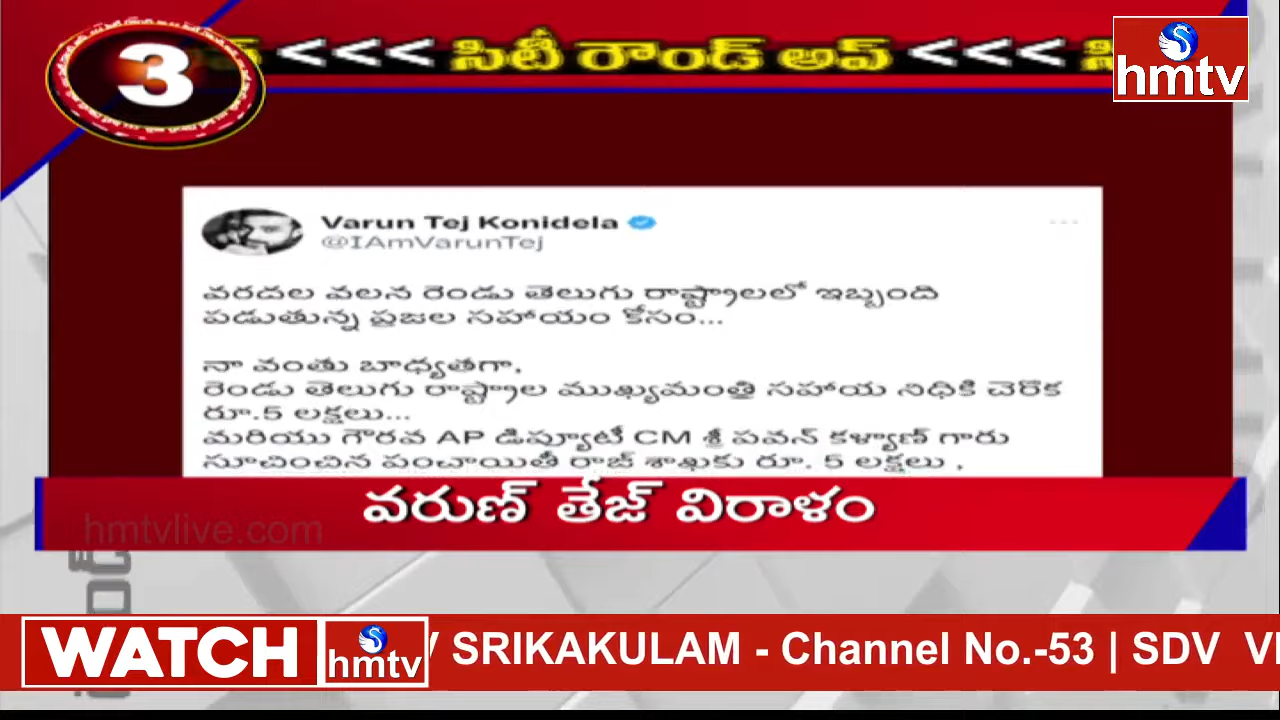 3
<<< సిటీ రౌండ్ అప్ <<< సి
hmtv
Varun Tej Konidela
@IAmVarunTej
వరదల వలన రెండు తెలుగు రాష్ట్రాలలో ఇబ్బంది
పడుతున్న ప్రజల సహాయం కోసం...
నా వంతు బాధ్యతగా,
రెండు తెలుగు రాష్ట్రాల ముఖ్యమంత్రి సహాయ నిధికి చెరొక
రూ.5 లక్షలు...
మరియు గౌరవ AP డిప్యూటీ CM శ్రీ పవన్ కళ్యాణ్ గారు
సూచించిన పంచాయితీ రాజ్ శాఖకు రూ. 5 లక్షలు ,
వరుణ్ తేజ్ విరాళం
hmtvlive.com
WATCH hmtv V SRIKAKULAM - Channel No.-53 | SDV VI